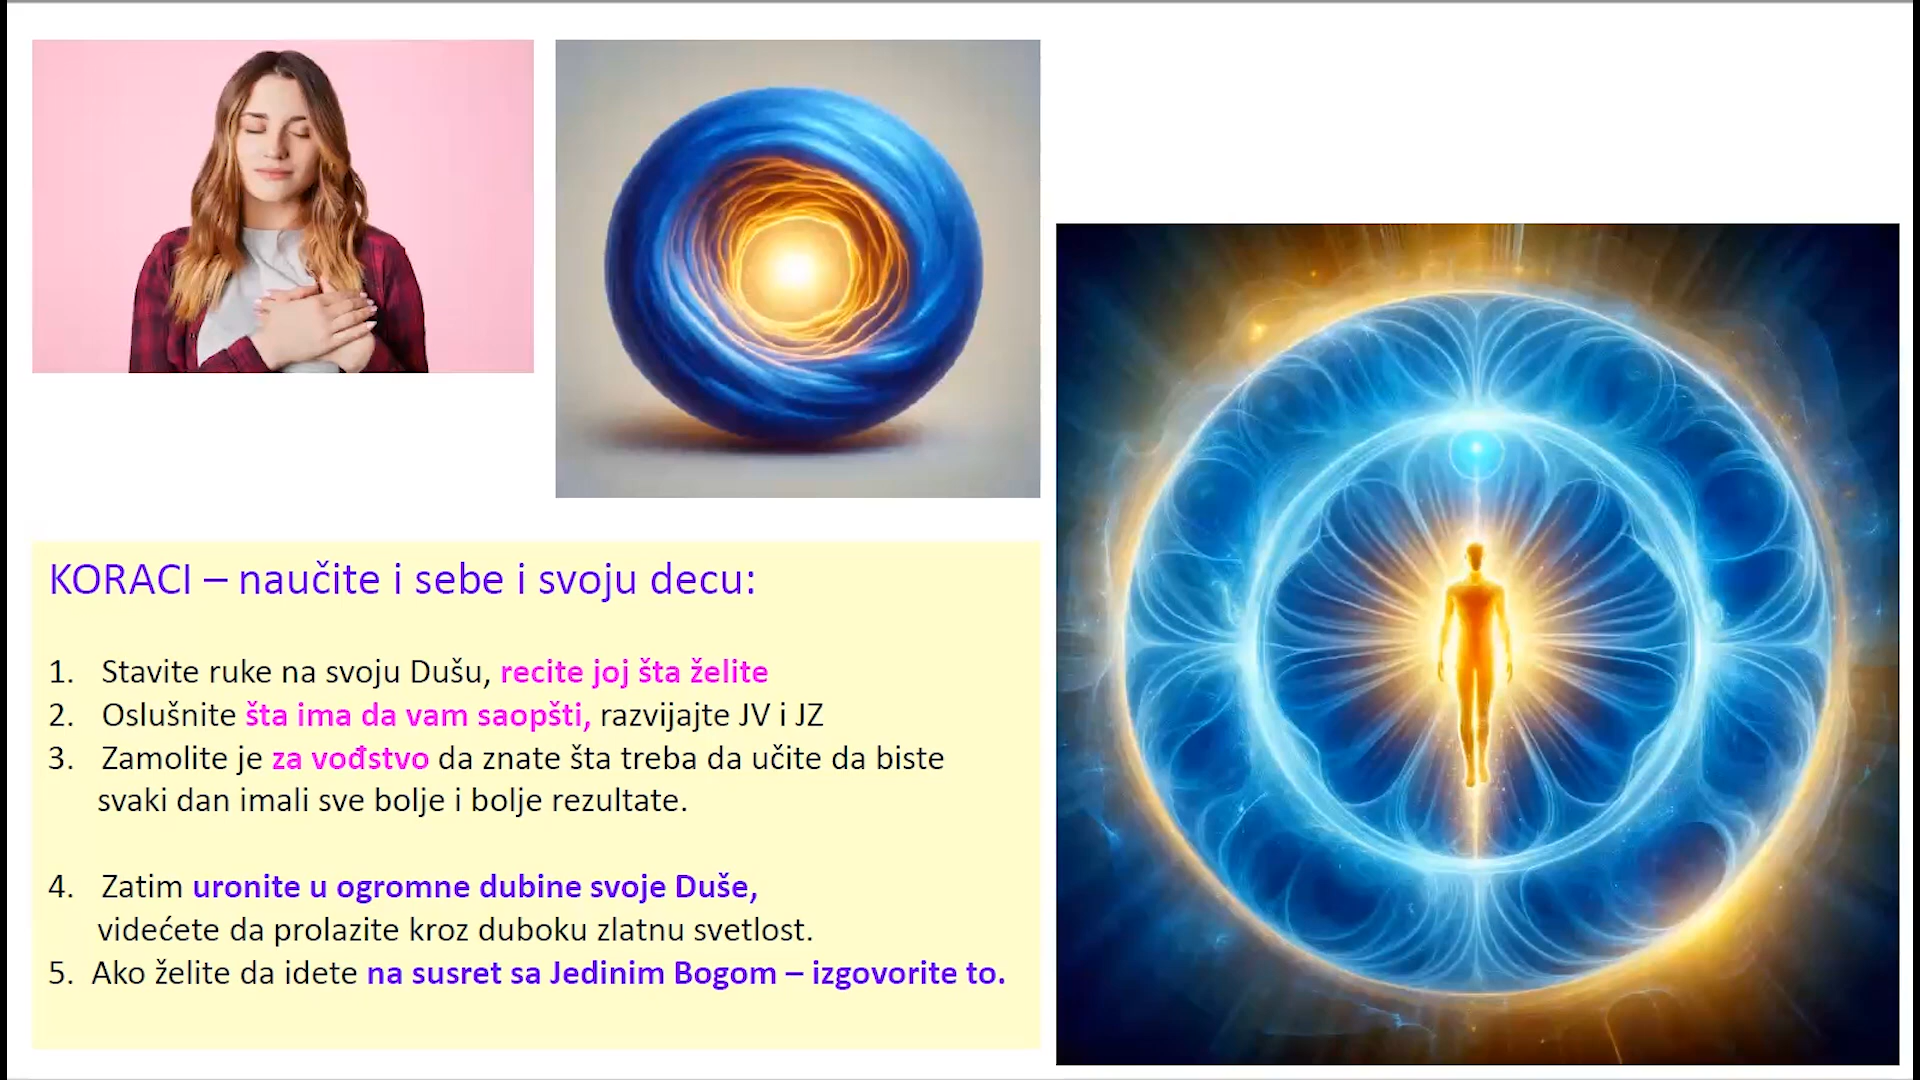 KORACI – naučite i sebe i svoju decu:
1. Stavite ruke na svoju Dušu, recite joj šta želite
2. Oslušnite šta ima da vam saopšti, razvijajte JV i JZ
3. Zamolite je za vođstvo da znate šta treba da učite da biste
svaki dan imali sve bolje i bolje rezultate.
4. Zatim uronite u ogromne dubine svoje Duše,
videćete da prolazite kroz duboku zlatnu svetlost.
5. Ako želite da idete na susret sa Jedinim Bogom – izgovorite to.